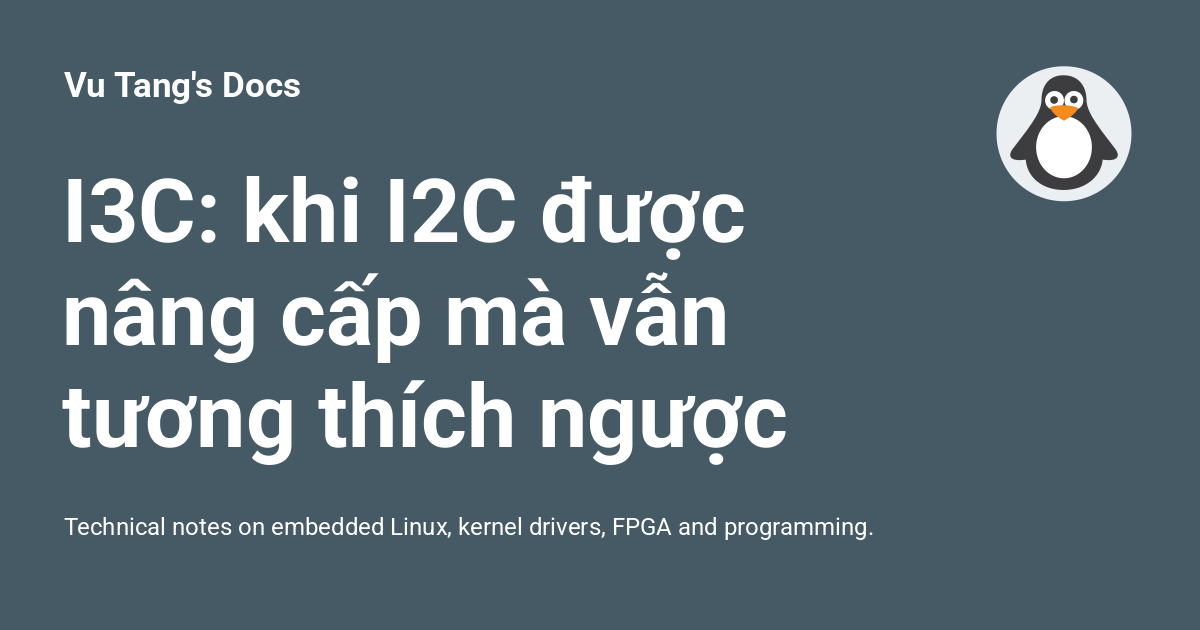 Vu Tang's Docs
I3C: khi I2C được
nâng cấp mà vẫn
tương thích ngược
Technical notes on embedded Linux, kernel drivers, FPGA and programming.